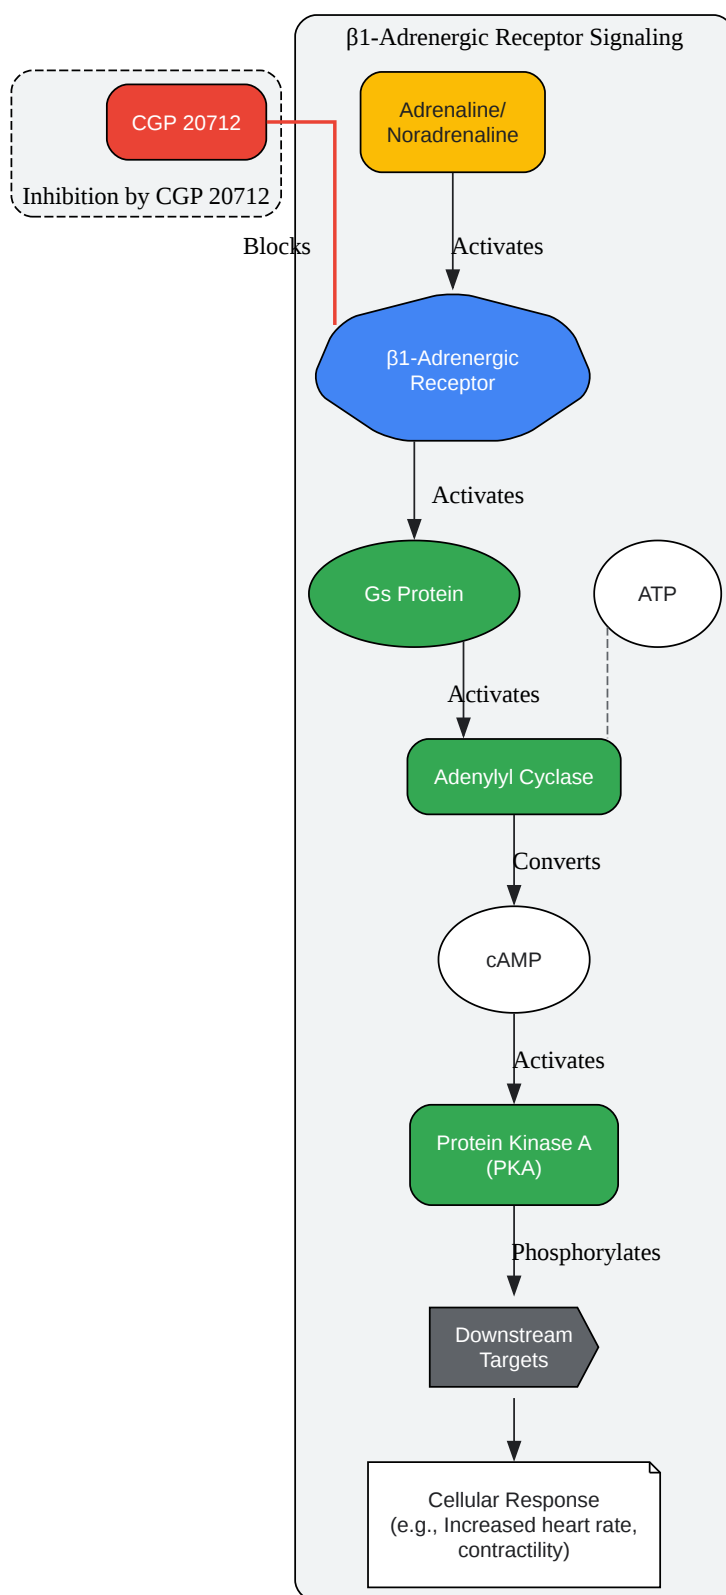 β1-Adrenergic Receptor Signaling
CGP 20712
Inhibition by CGP 20712
Adrenaline/
Noradrenaline
Blocks
Activates
β1-Adrenergic
Receptor
Activates
Gs Protein
ATP
Activates
Adenylyl Cyclase
Converts
cAMP
Activates
Protein Kinase A
(PKA)
Phosphorylates
Downstream
Targets
Cellular Response
(e.g., Increased heart rate,
contractility)